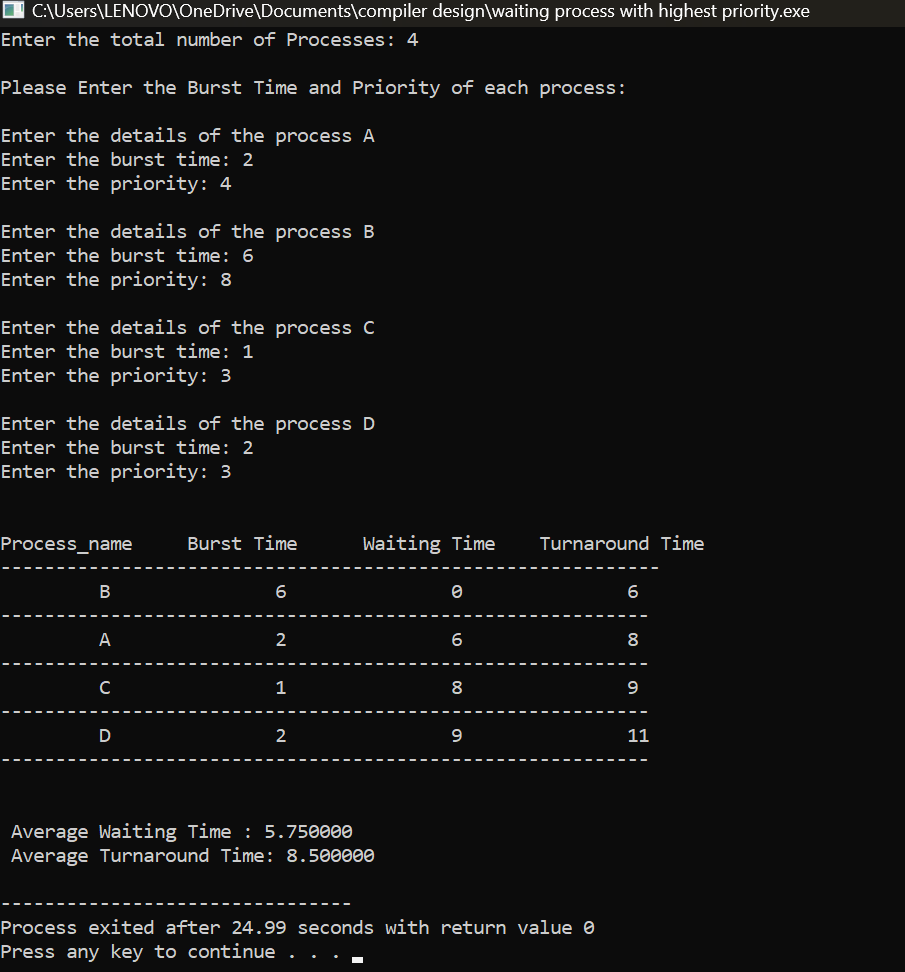 C:\Users\LENOVO\OneDrive\Documents\compiler design\waiting process with highest priority.exe
Enter the total number of Processes: 4
Please Enter the Burst Time and Priority of each process:
Enter the details of the process A
Enter the burst time: 2
Enter the priority: 4
Enter the details of the process B
Enter the burst time: 6
Enter the priority: 8
Enter the details of the process C
Enter the burst time: 1
Enter the priority: 3
Enter the details of the process D
Enter the burst time: 2
Enter the priority: 3
Process_name Burst Time Waiting Time Turnaround Time
------------------------------------------------------------
B 6 0 6
-----------------------------------------------------------
A 2 6 8
-----------------------------------------------------------
C 1 8 9
-----------------------------------------------------------
D 2 9 11
-----------------------------------------------------------
Average Waiting Time : 5.750000
Average Turnaround Time: 8.500000
--------------------------------
Process exited after 24.99 seconds with return value 0
Press any key to continue . . .